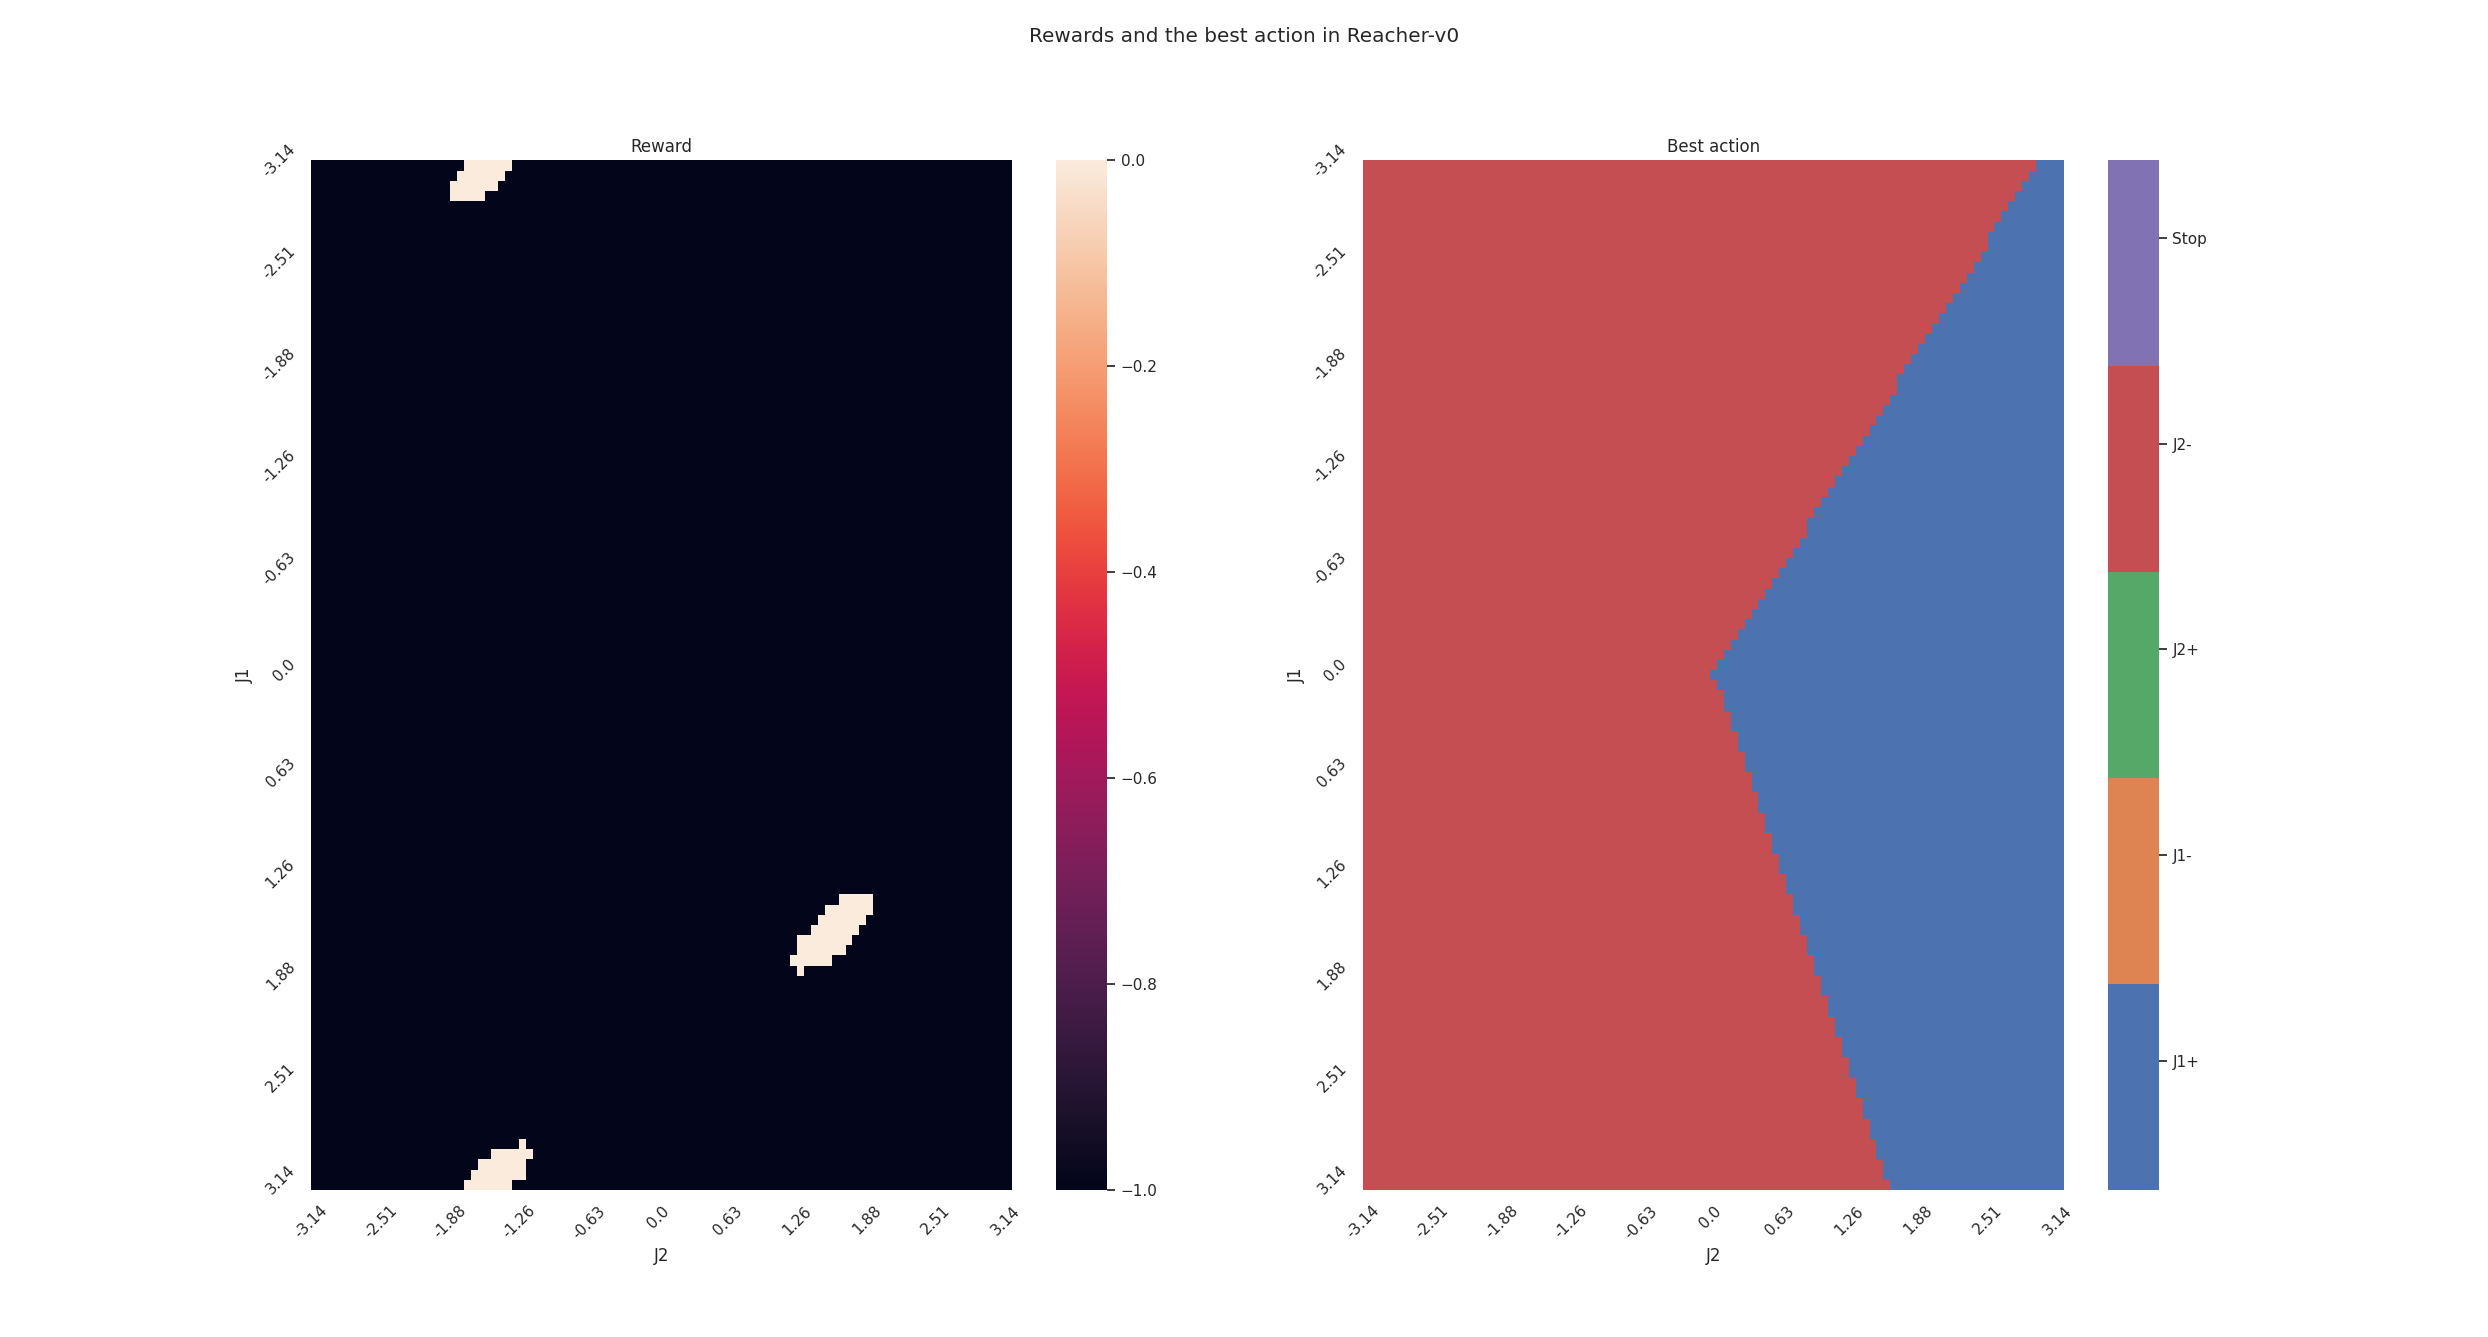 Rewards and the best action in Reacher-v0
Reward
J1
-3.14
-2.51
-1.88
-1.26
-0.63
0.0
0.63
1.26
1.88
2.51
3.14
-3.14 -2.51 -1.88 -1.26 -0.63 0.0 0.63 1.26 1.88 2.51 3.14
J2
0.0
−0.2
−0.4
−0.6
−0.8
−1.0
Best action
J1
-3.14
-2.51
-1.88
-1.26
-0.63
0.0
0.63
1.26
1.88
2.51
3.14
-3.14 -2.51 -1.88 -1.26 -0.63 0.0 0.63 1.26 1.88 2.51 3.14
J2
Stop
J2-
J2+
J1-
J1+